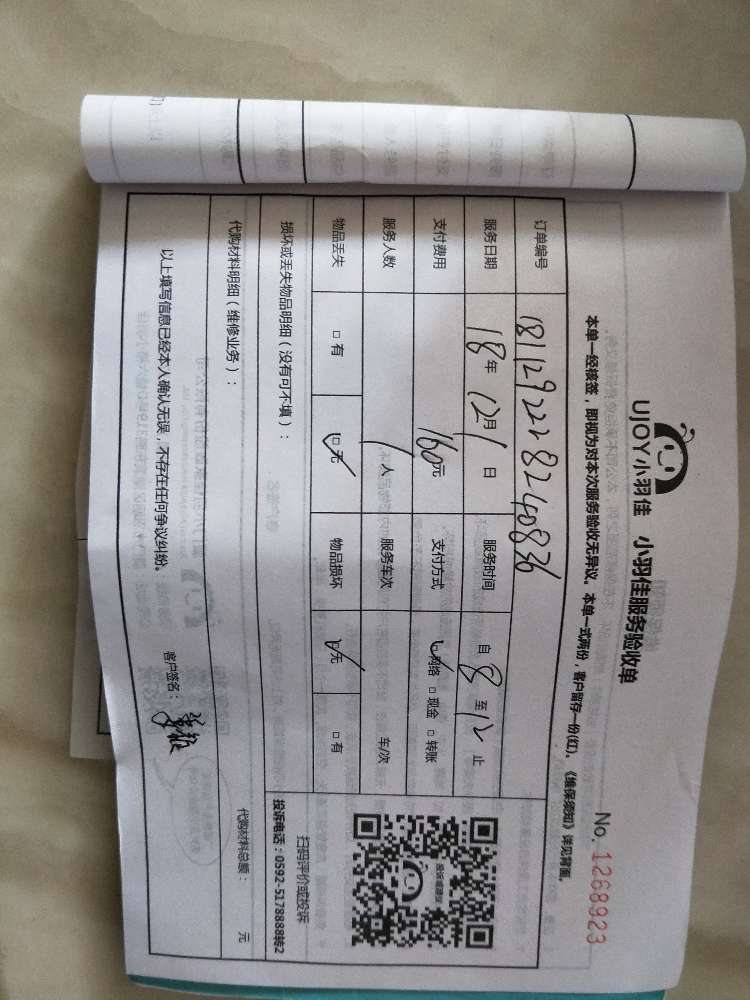 UJOY小羽佳 小羽佳服务验收单
No. 1268923
本单一经核签，即视为对本次服务验收无异议。本单一式两份，客户留存一份(红)。《维保须知》详见背面。
订单编号 1811292218240836
服务日期 18年 12月 1日 服务时间 自 8 至 12 止
支付费用 160元 支付方式 ☑网络 □现金 □转账
服务人数 1人 服务车次 车/次
物品丢失 □有 ☑无 物品损坏 ☑无 □有
损坏或丢失物品明细（没有可不填）：
扫码评价或投诉
投诉电话：0592-5178888转2
代购材料明细（维修业务）：
代购材料总额： 元
以上填写信息已经本人确认无误，不存在任何争议纠纷。
客户签名：